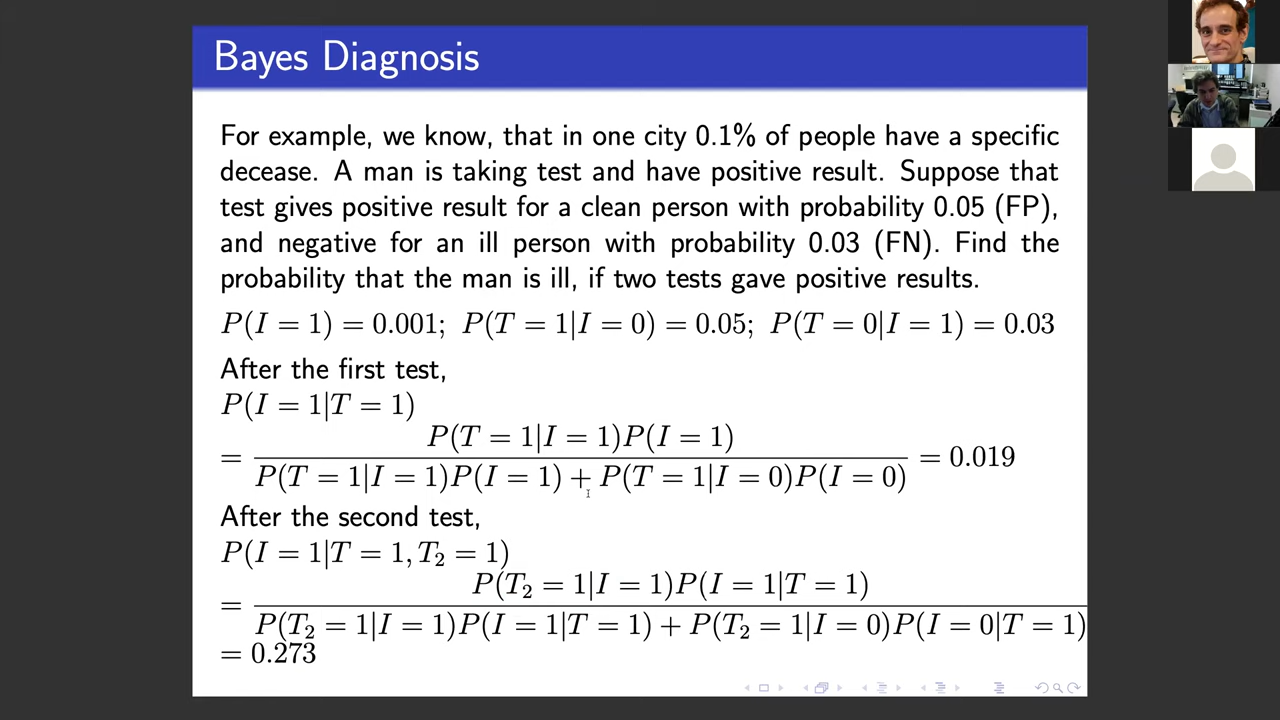 Bayes Diagnosis
For example, we know, that in one city 0.1% of people have a specific
decease. A man is taking test and have positive result. Suppose that
test gives positive result for a clean person with probability 0.05 (FP),
and negative for an ill person with probability 0.03 (FN). Find the
probability that the man is ill, if two tests gave positive results.
P(I = 1) = 0.001; P(T = 1|I = 0) = 0.05; P(T = 0|I = 1) = 0.03
After the first test,
P(I = 1|T = 1)
P(T = 1|I = 1)P(I = 1)
= ────────── = 0.019
P(T = 1|I = 1)P(I = 1) + P(T = 1|I = 0)P(I = 0)
After the second test,
P(I = 1|T = 1, T₂ = 1)
P(T₂ = 1|I = 1)P(I = 1|T = 1)
= ──────────
P(T₂ = 1|I = 1)P(I = 1|T = 1) + P(T₂ = 1|I = 0)P(I = 0|T = 1)
= 0.273